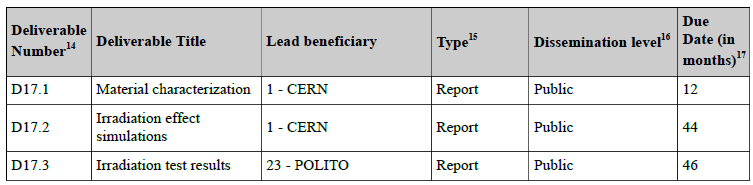 Deliverable Number14 Deliverable Title Lead beneficiary Type15 Dissemination level16 Due Date (in months)17
D17.1 Material characterization 1 - CERN Report Public 12
D17.2 Irradiation effect simulations 1 - CERN Report Public 44
D17.3 Irradiation test results 23 - POLITO Report Public 46